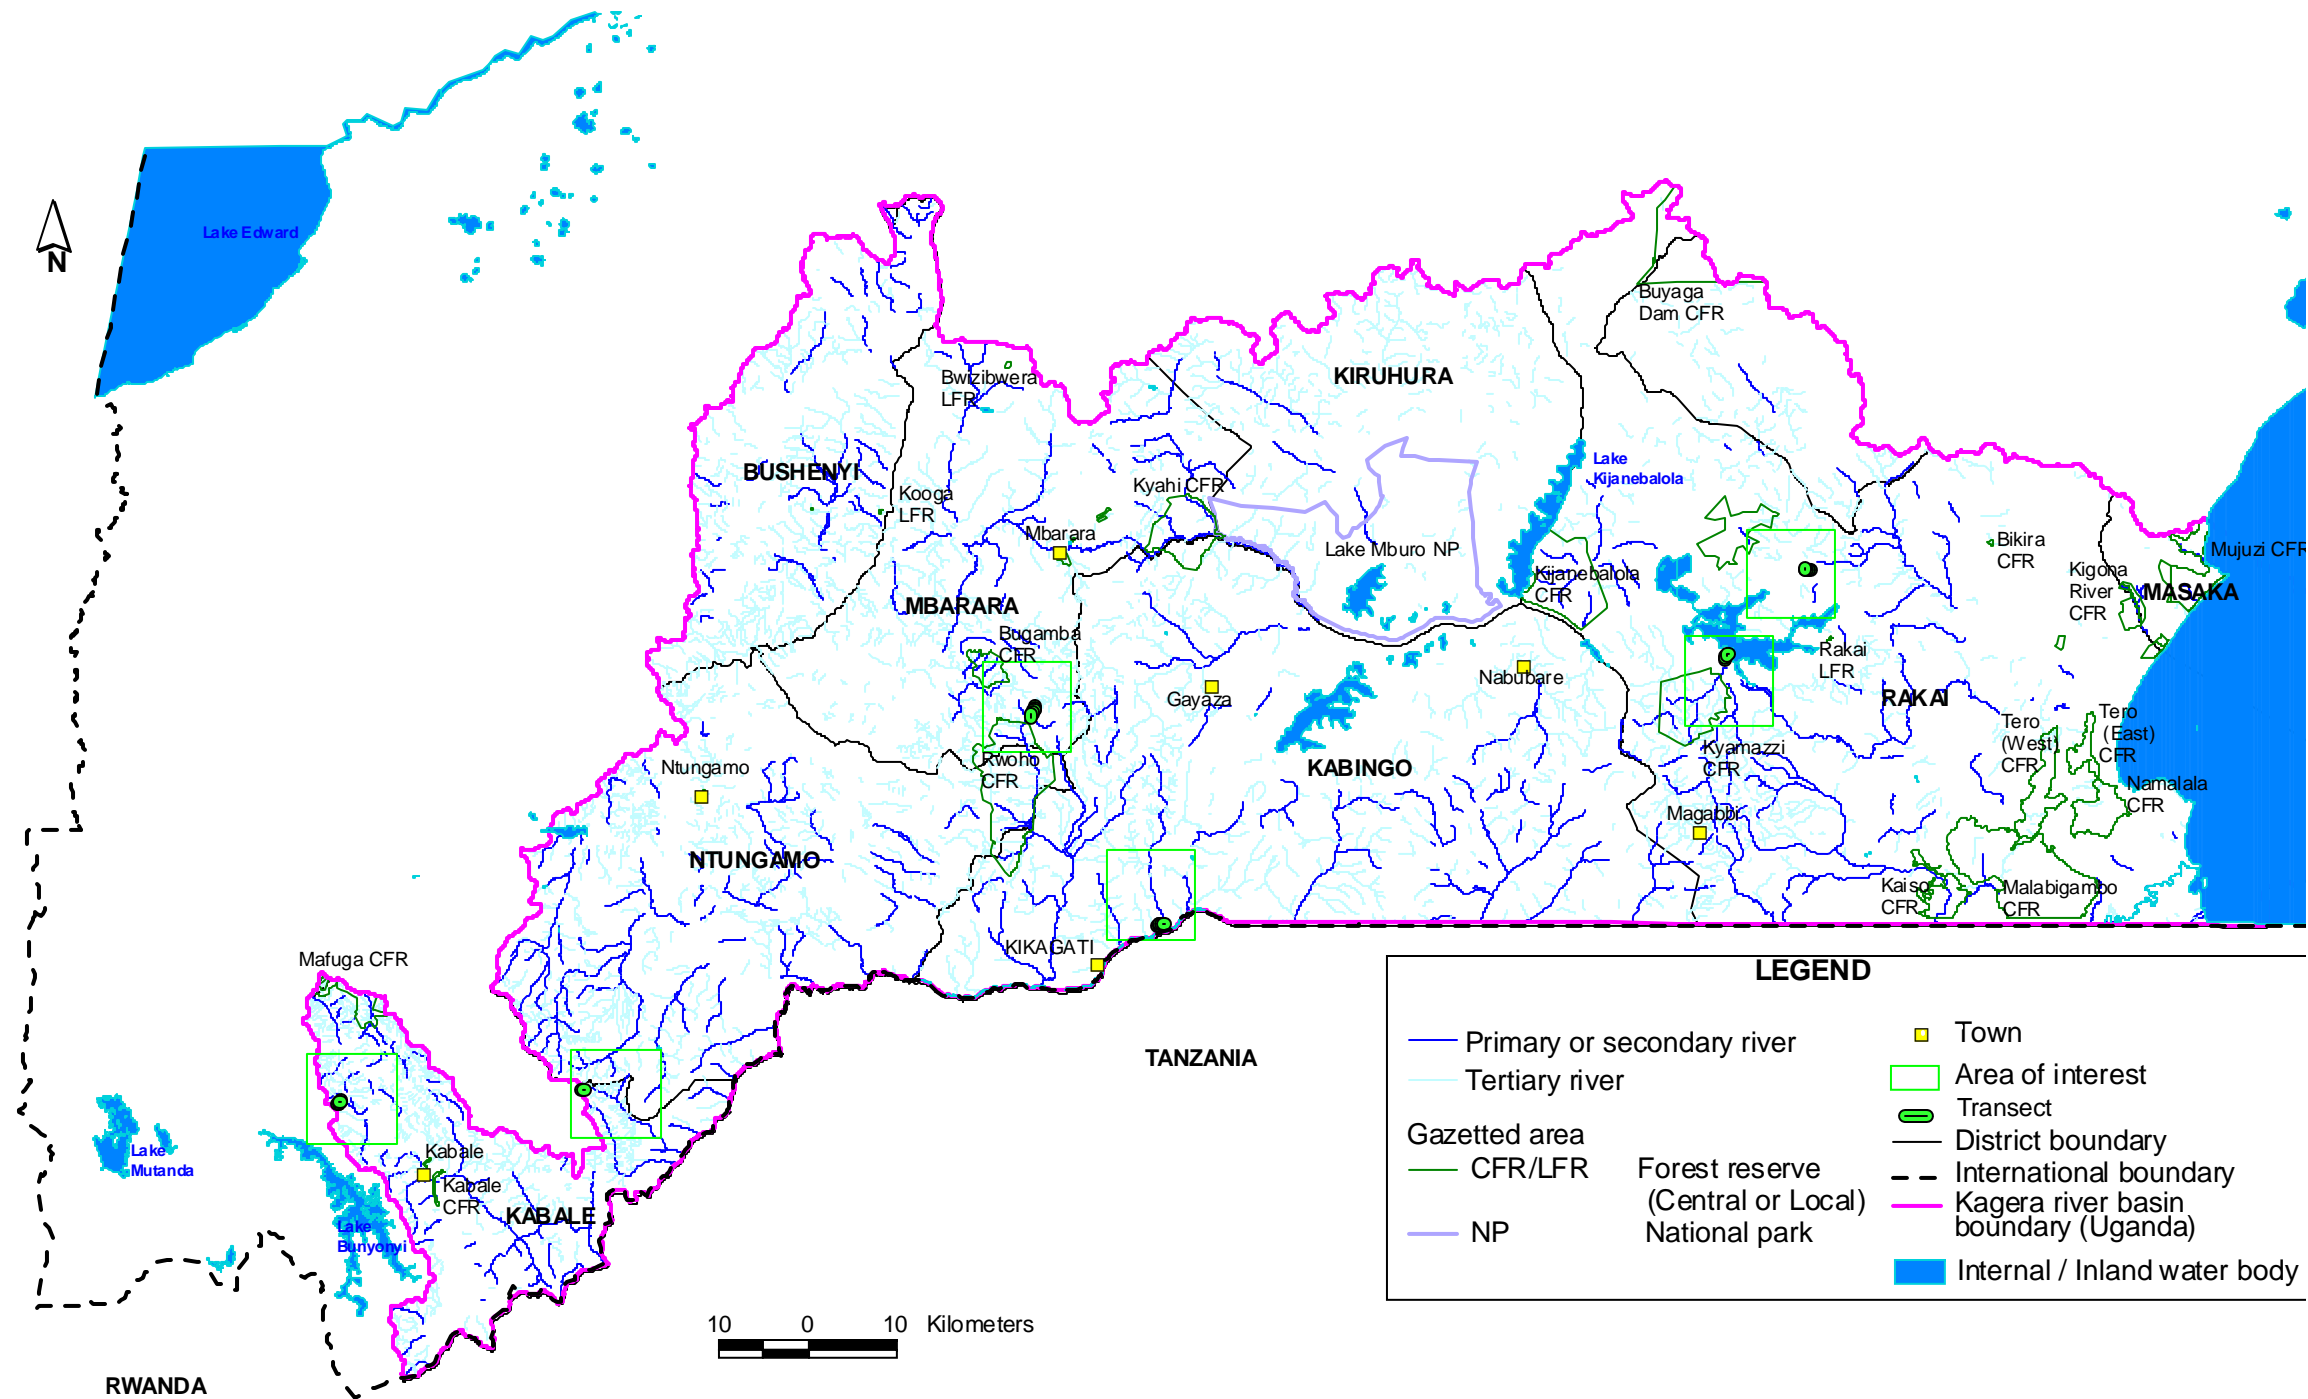 Lake Edward
N
Buyaga
Dam CFR
KIRUHURA
Bwizibwera
LFR
BUSHENYI
Kooga
LFR
Kyahi CFR
Lake
Kijanebalola
Mbarara
Lake Mburo NP
Bikira
CFR
Mujuzi CFR
Kijanebalola
CFR
Kigona
River
CFR
MASAKA
MBARARA
Bugamba
CFR
Rakai
LFR
Nabubare
Gayaza
RAKAI
Tero
(West)
CFR
Tero
(East)
CFR
Kyamazzi
CFR
Ntungamo
Rwoho
CFR
KABINGO
Namalala
CFR
Magabbi
NTUNGAMO
Kaiso
CFR
Malabigambo
CFR
KIKAGATI
Mafuga CFR
TANZANIA
Lake
Mutanda
Kabale
Kabale
CFR
KABALE
Lake
Bunyonyi
RWANDA
10 0 10 Kilometers
LEGEND
Primary or secondary river
Tertiary river
Gazetted area
CFR/LFR Forest reserve
(Central or Local)
NP National park
Town
Area of interest
Transect
District boundary
International boundary
Kagera river basin
boundary (Uganda)
Internal / Inland water body